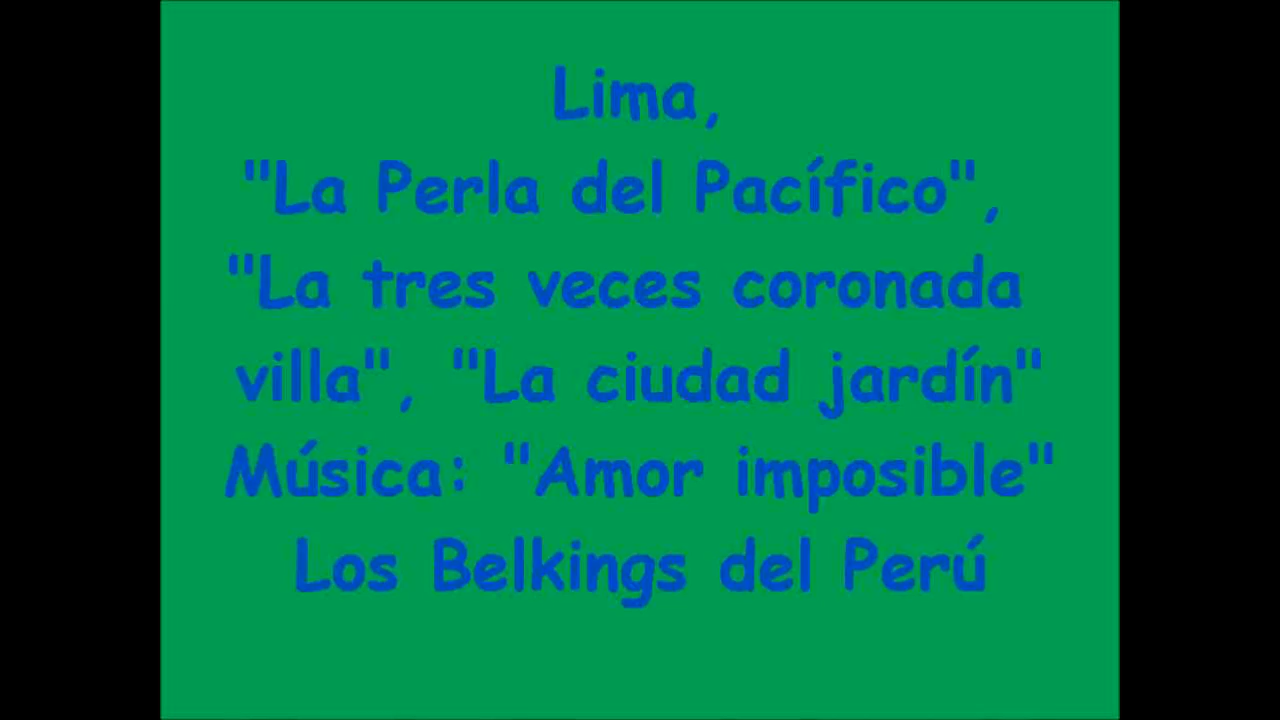 Lima,
"La Perla del Pacífico",
"La tres veces coronada
villa", "La ciudad jardín"
Música: "Amor imposible"
Los Belkings del Perú